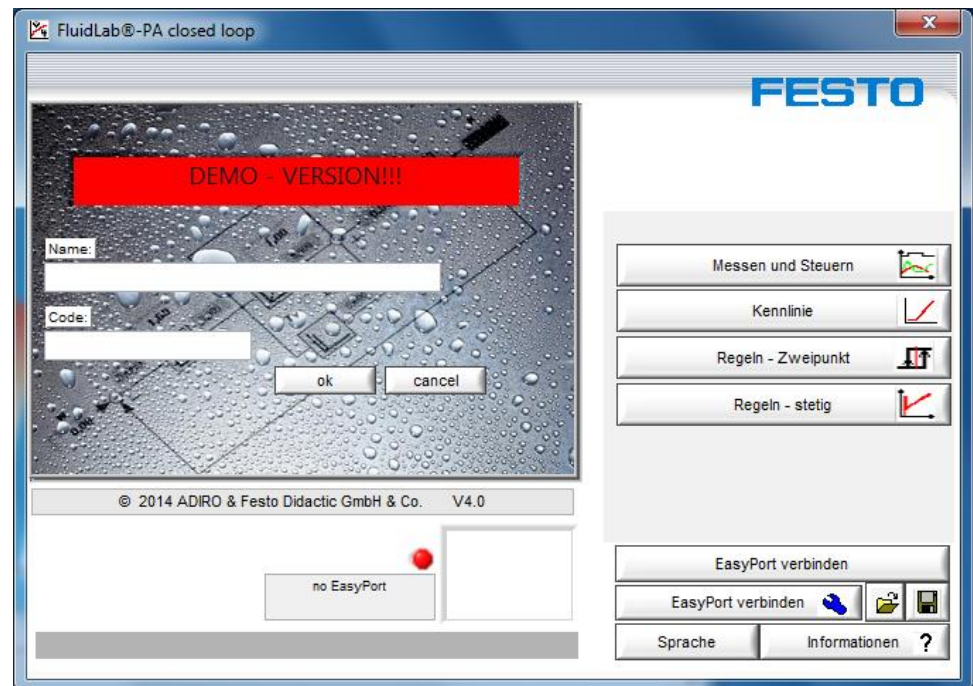 FluidLab®-PA closed loop
FESTO
DEMO - VERSION!!!
Name:
Code:
ok
cancel
© 2014 ADIRO & Festo Didactic GmbH & Co. V4.0
no EasyPort
Messen und Steuern
Kennlinie
Regeln - Zweipunkt
Regeln - stetig
EasyPort verbinden
EasyPort verbinden
Sprache
Informationen ?